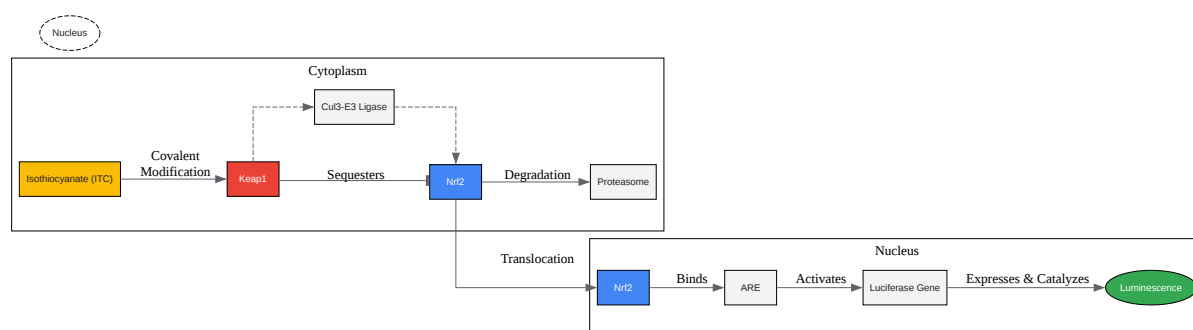 Nucleus
Cytoplasm
Cul3-E3 Ligase
Covalent
Modification
Isothiocyanate (ITC)
Keap1
Sequesters
Nrf2
Degradation
Proteasome
Nucleus
Translocation
Nrf2
Binds
ARE
Activates
Luciferase Gene
Expresses & Catalyzes
Luminescence